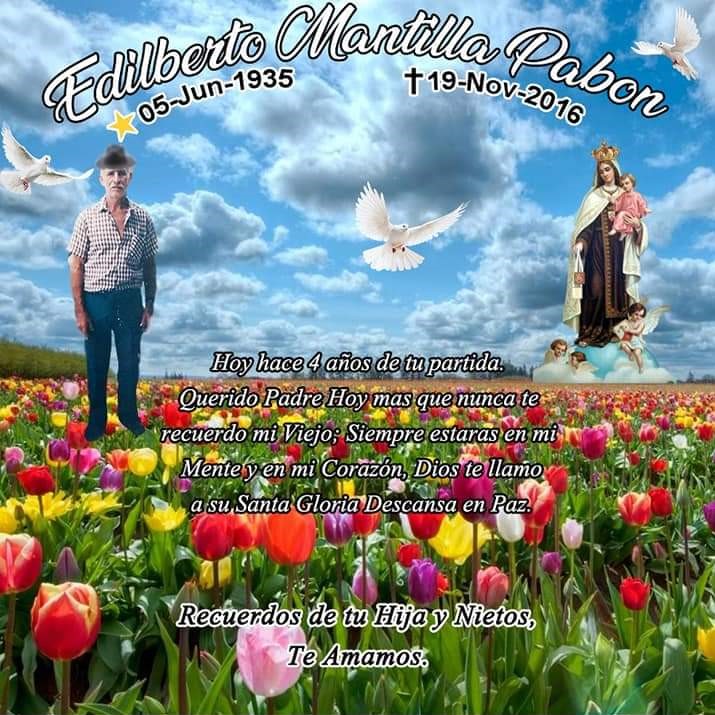 Edilberto Mantilla Pabon
05-Jun-1935
✝19-Nov-2016
Hoy hace 4 años de tu partida.
Querido Padre Hoy mas que nunca te
recuerdo mi Viejo; Siempre estaras en mi
Mente y en mi Corazón, Dios te llamo
a su Santa Gloria Descansa en Paz.
Recuerdos de tu Hija y Nietos,
Te Amamos.